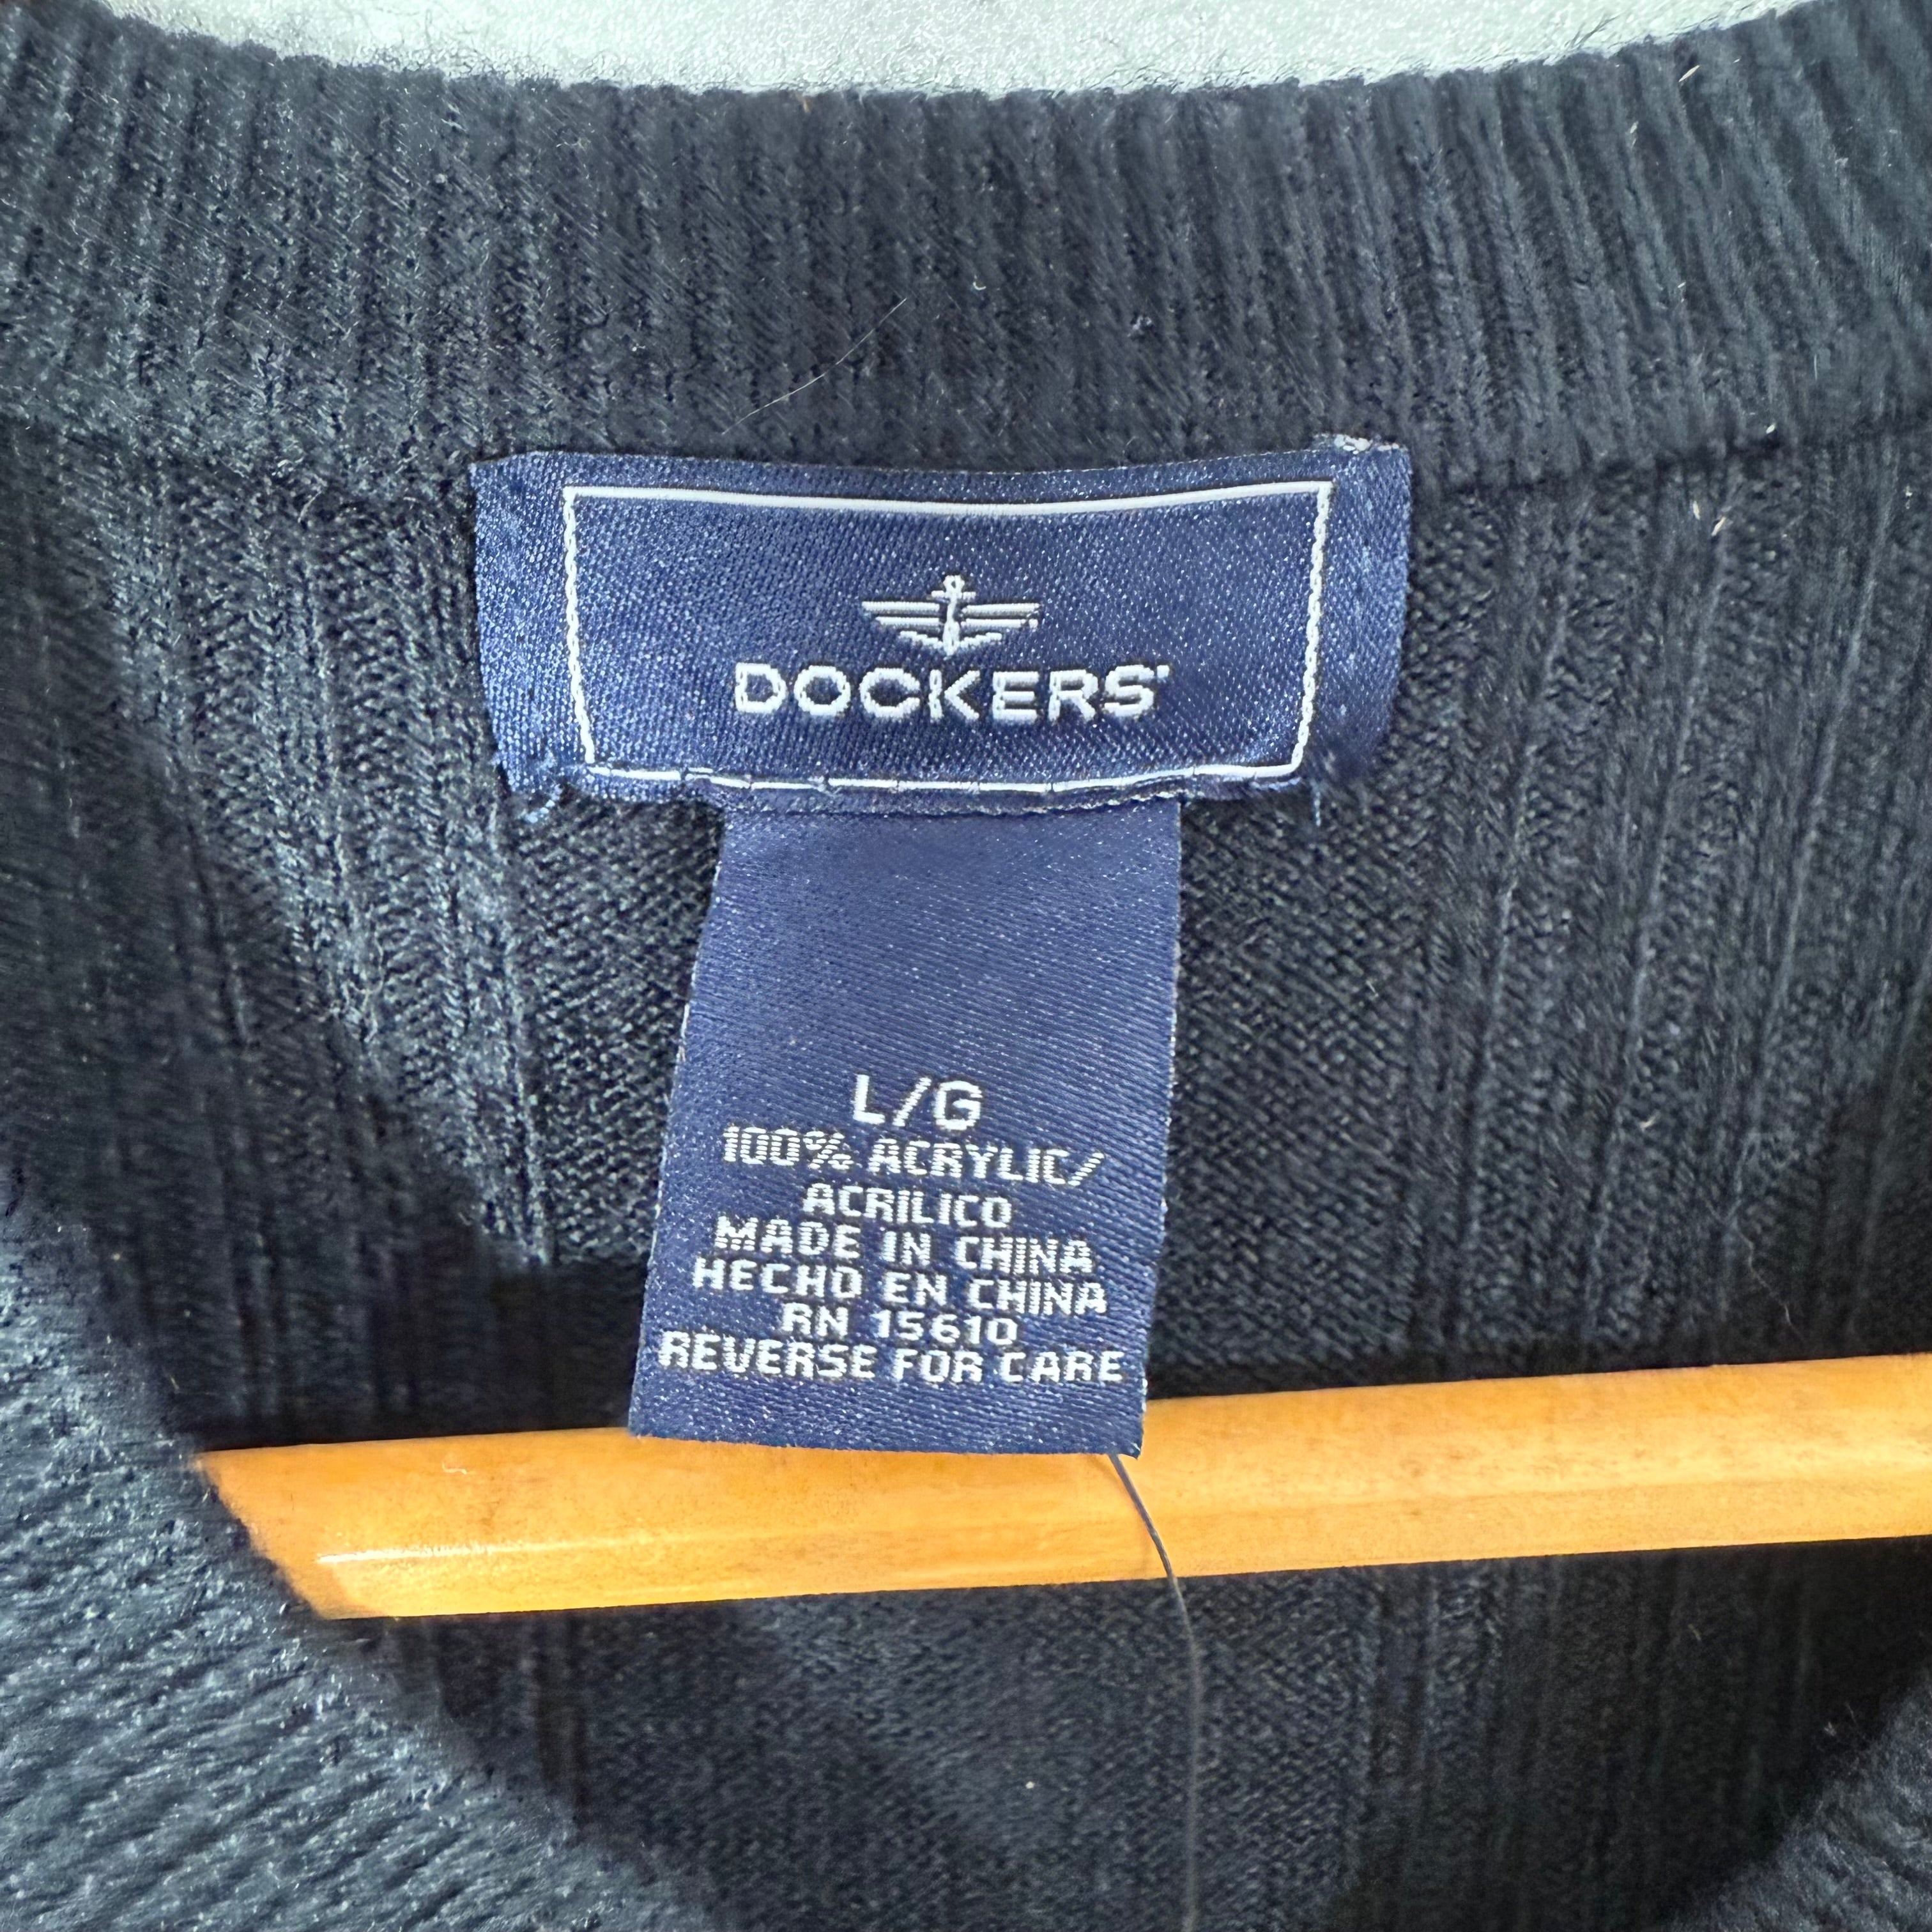 DOCKERS
L/G
100% ACRYLIC/
ACRILICO
MADE IN CHINA
HECHO EN CHINA
RN 15610
REVERSE FOR CARE